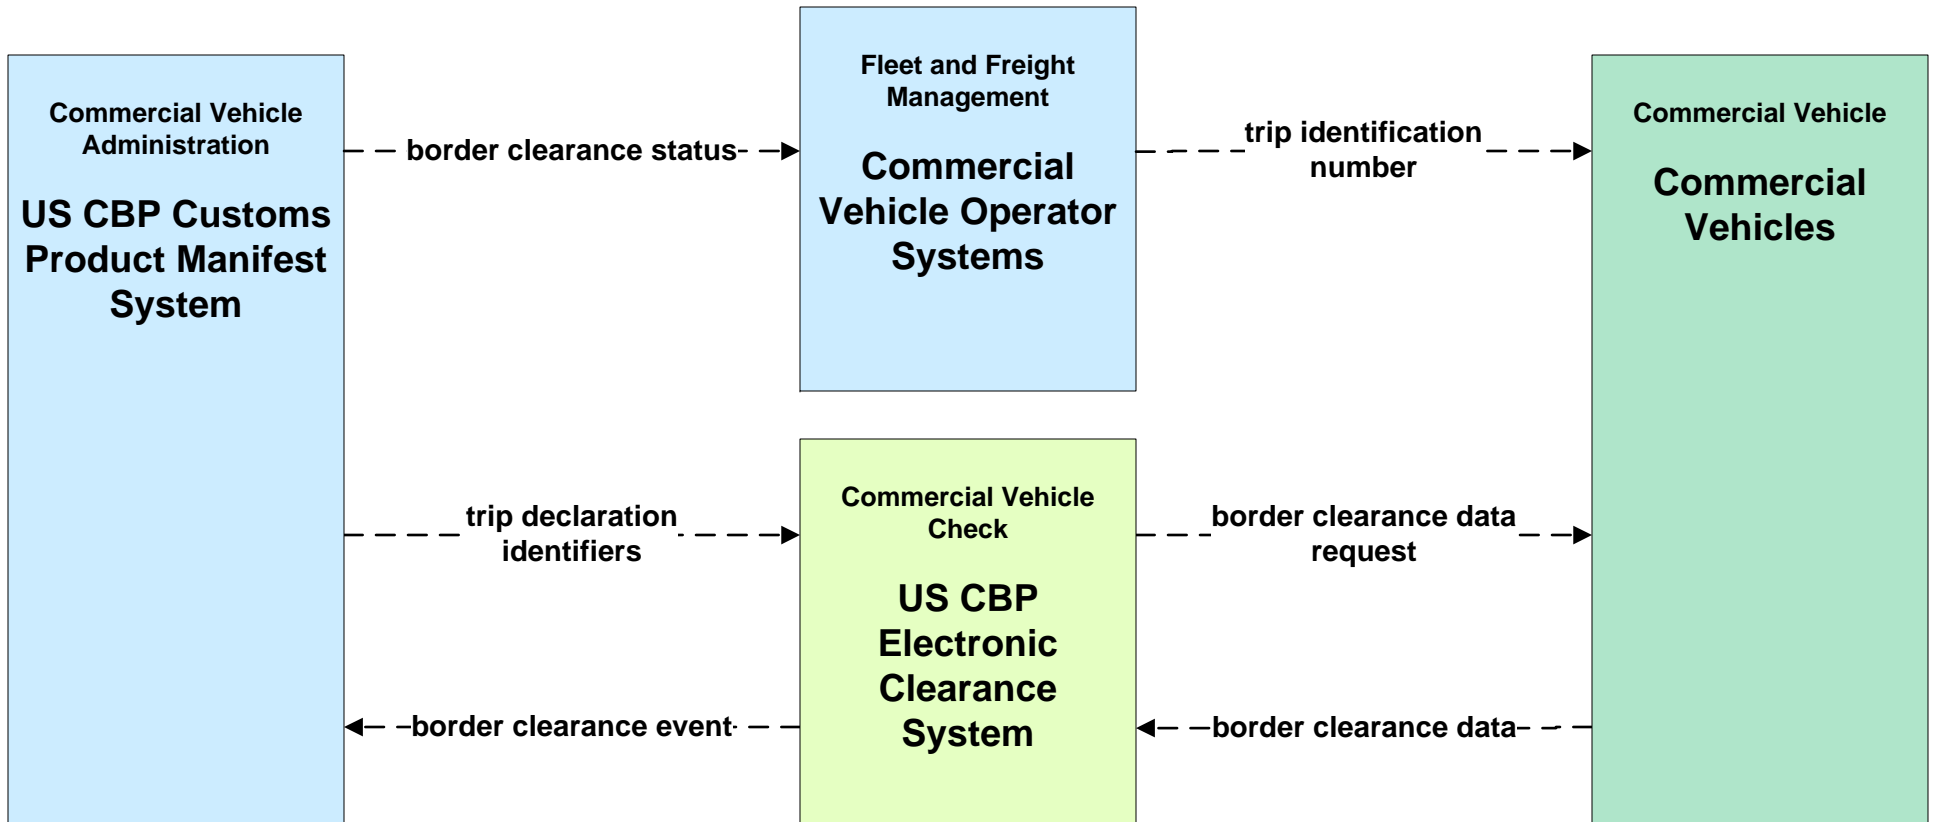 Commercial Vehicle
Administration
US CBP Customs
Product Manifest
System
border clearance status
Fleet and Freight
Management
Commercial
Vehicle Operator
Systems
trip identification
number
Commercial Vehicle
Commercial
Vehicles
trip declaration
identifiers
Commercial Vehicle
Check
US CBP
Electronic
Clearance
System
border clearance data
request
border clearance event
border clearance data